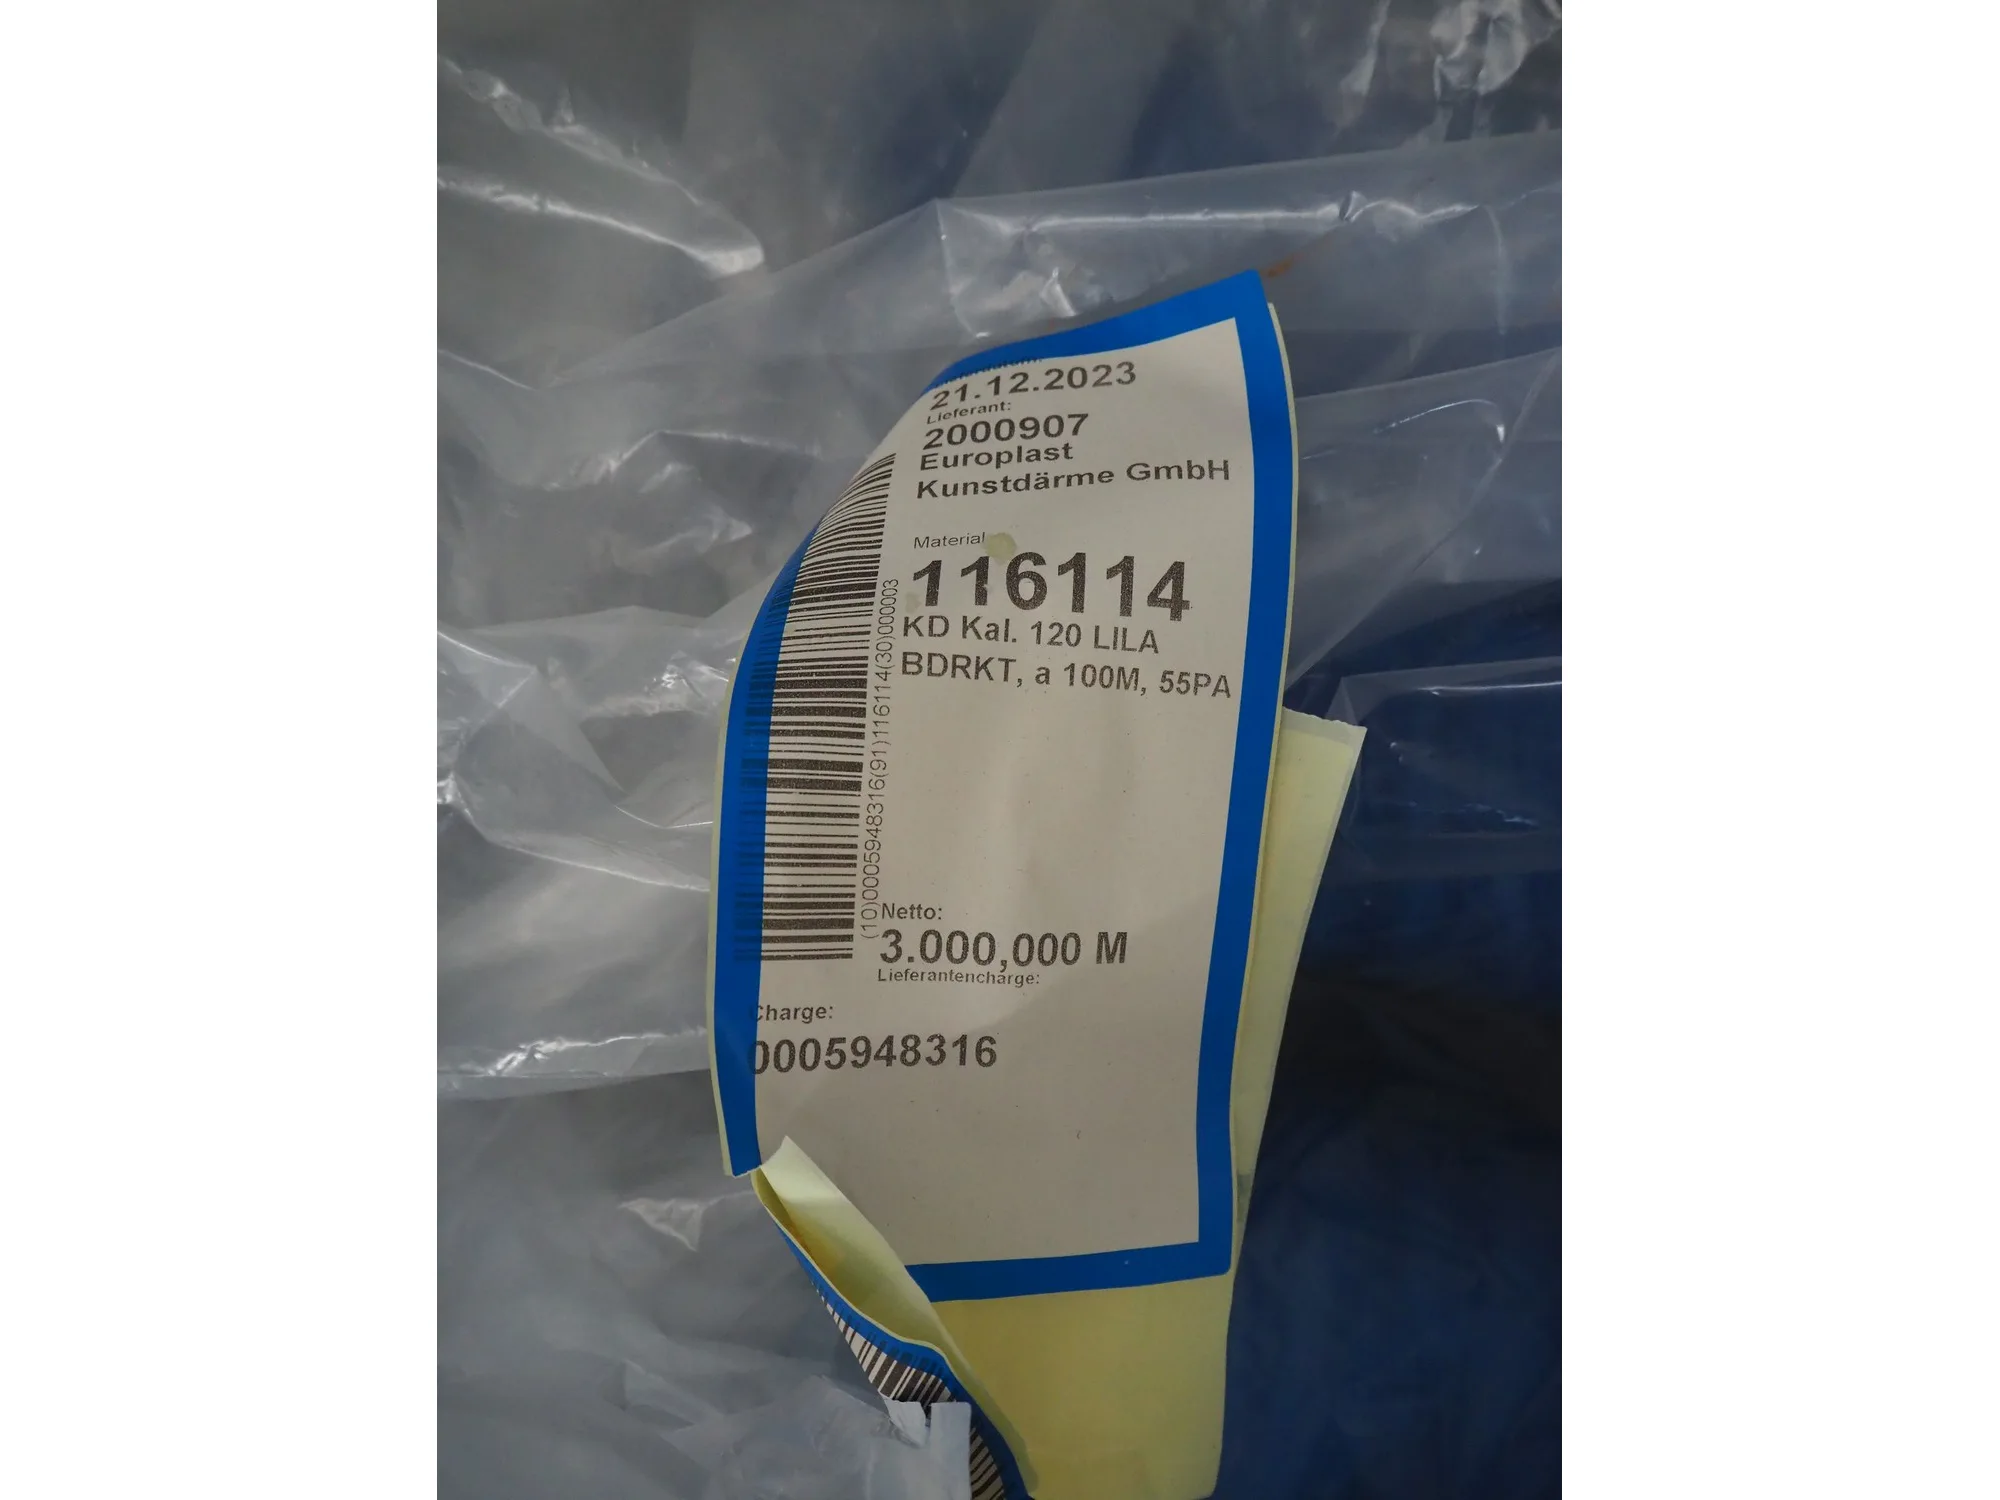 21.12.2023
Lieferant:
2000907
Europlast
Kunstdärme GmbH
Material
116114
KD Kal. 120 LILA
BDRKT, a 100M, 55PA
(10)0005948316(91)116114(30)000003
Netto:
3.000,000 M
Lieferantencharge:
Charge:
0005948316